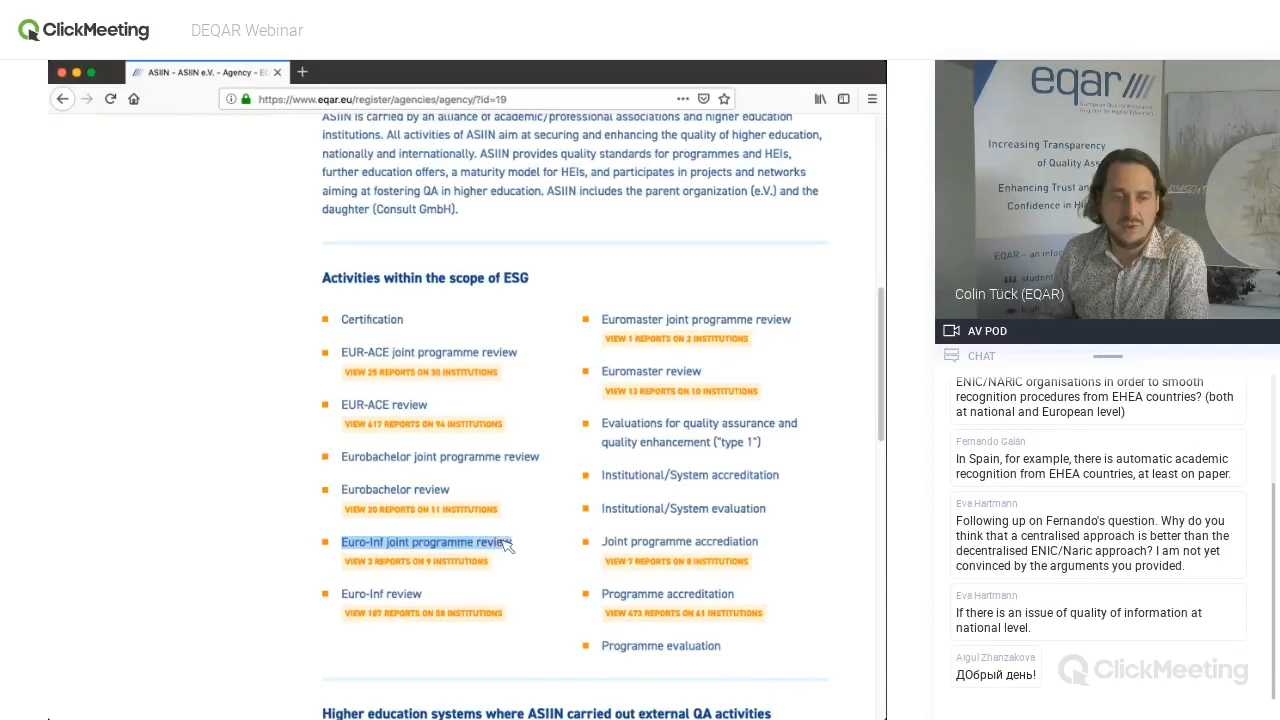 ClickMeeting
DEQAR Webinar
ASIIN - ASIIN e.V. - Agency - EQ
https://www.eqar.eu/register/agencies/agency/?id=19
ASIIN is carried by an alliance of academic/professional associations and higher education
institutions. All activities of ASIIN aim at securing and enhancing the quality of higher education,
nationally and internationally. ASIIN provides quality standards for programmes and HEIs,
further education offers, a maturity model for HEIs, and participates in projects and networks
aiming at fostering QA in higher education. ASIIN includes the parent organization (e.V.) and the
daughter (Consult GmbH).
Activities within the scope of ESG
Certification
EUR-ACE joint programme review
VIEW 25 REPORTS ON 30 INSTITUTIONS
EUR-ACE review
VIEW 617 REPORTS ON 94 INSTITUTIONS
Eurobachelor joint programme review
Eurobachelor review
VIEW 20 REPORTS ON 11 INSTITUTIONS
Euro-Inf joint programme review
VIEW 3 REPORTS ON 9 INSTITUTIONS
Euro-Inf review
VIEW 187 REPORTS ON 58 INSTITUTIONS
Euromaster joint programme review
VIEW 1 REPORTS ON 2 INSTITUTIONS
Euromaster review
VIEW 13 REPORTS ON 10 INSTITUTIONS
Evaluations for quality assurance and
quality enhancement ("type 1")
Institutional/System accreditation
Institutional/System evaluation
Joint programme accrediation
VIEW 7 REPORTS ON 8 INSTITUTIONS
Programme accreditation
VIEW 473 REPORTS ON 61 INSTITUTIONS
Programme evaluation
Higher education systems where ASIIN carried out external QA activities
eqar
European Quality Assurance
Register for Higher Education
Increasing Transparency
of Quality Ass
Enhancing Trust an
Confidence in Hi
EQAR – an
student
Colin Tück (EQAR)
AV POD
CHAT
ENIC/NARIC organisations in order to smooth
recognition procedures from EHEA countries? (both
at national and European level)
Fernando Galán
In Spain, for example, there is automatic academic
recognition from EHEA countries, at least on paper.
Eva Hartmann
Following up on Fernando's question. Why do you
think that a centralised approach is better than the
decentralised ENIC/Naric approach? I am not yet
convinced by the arguments you provided.
Eva Hartmann
If there is an issue of quality of information at
national level.
Aigul Zhanzakova
ДОбрый день!
ClickMeeting